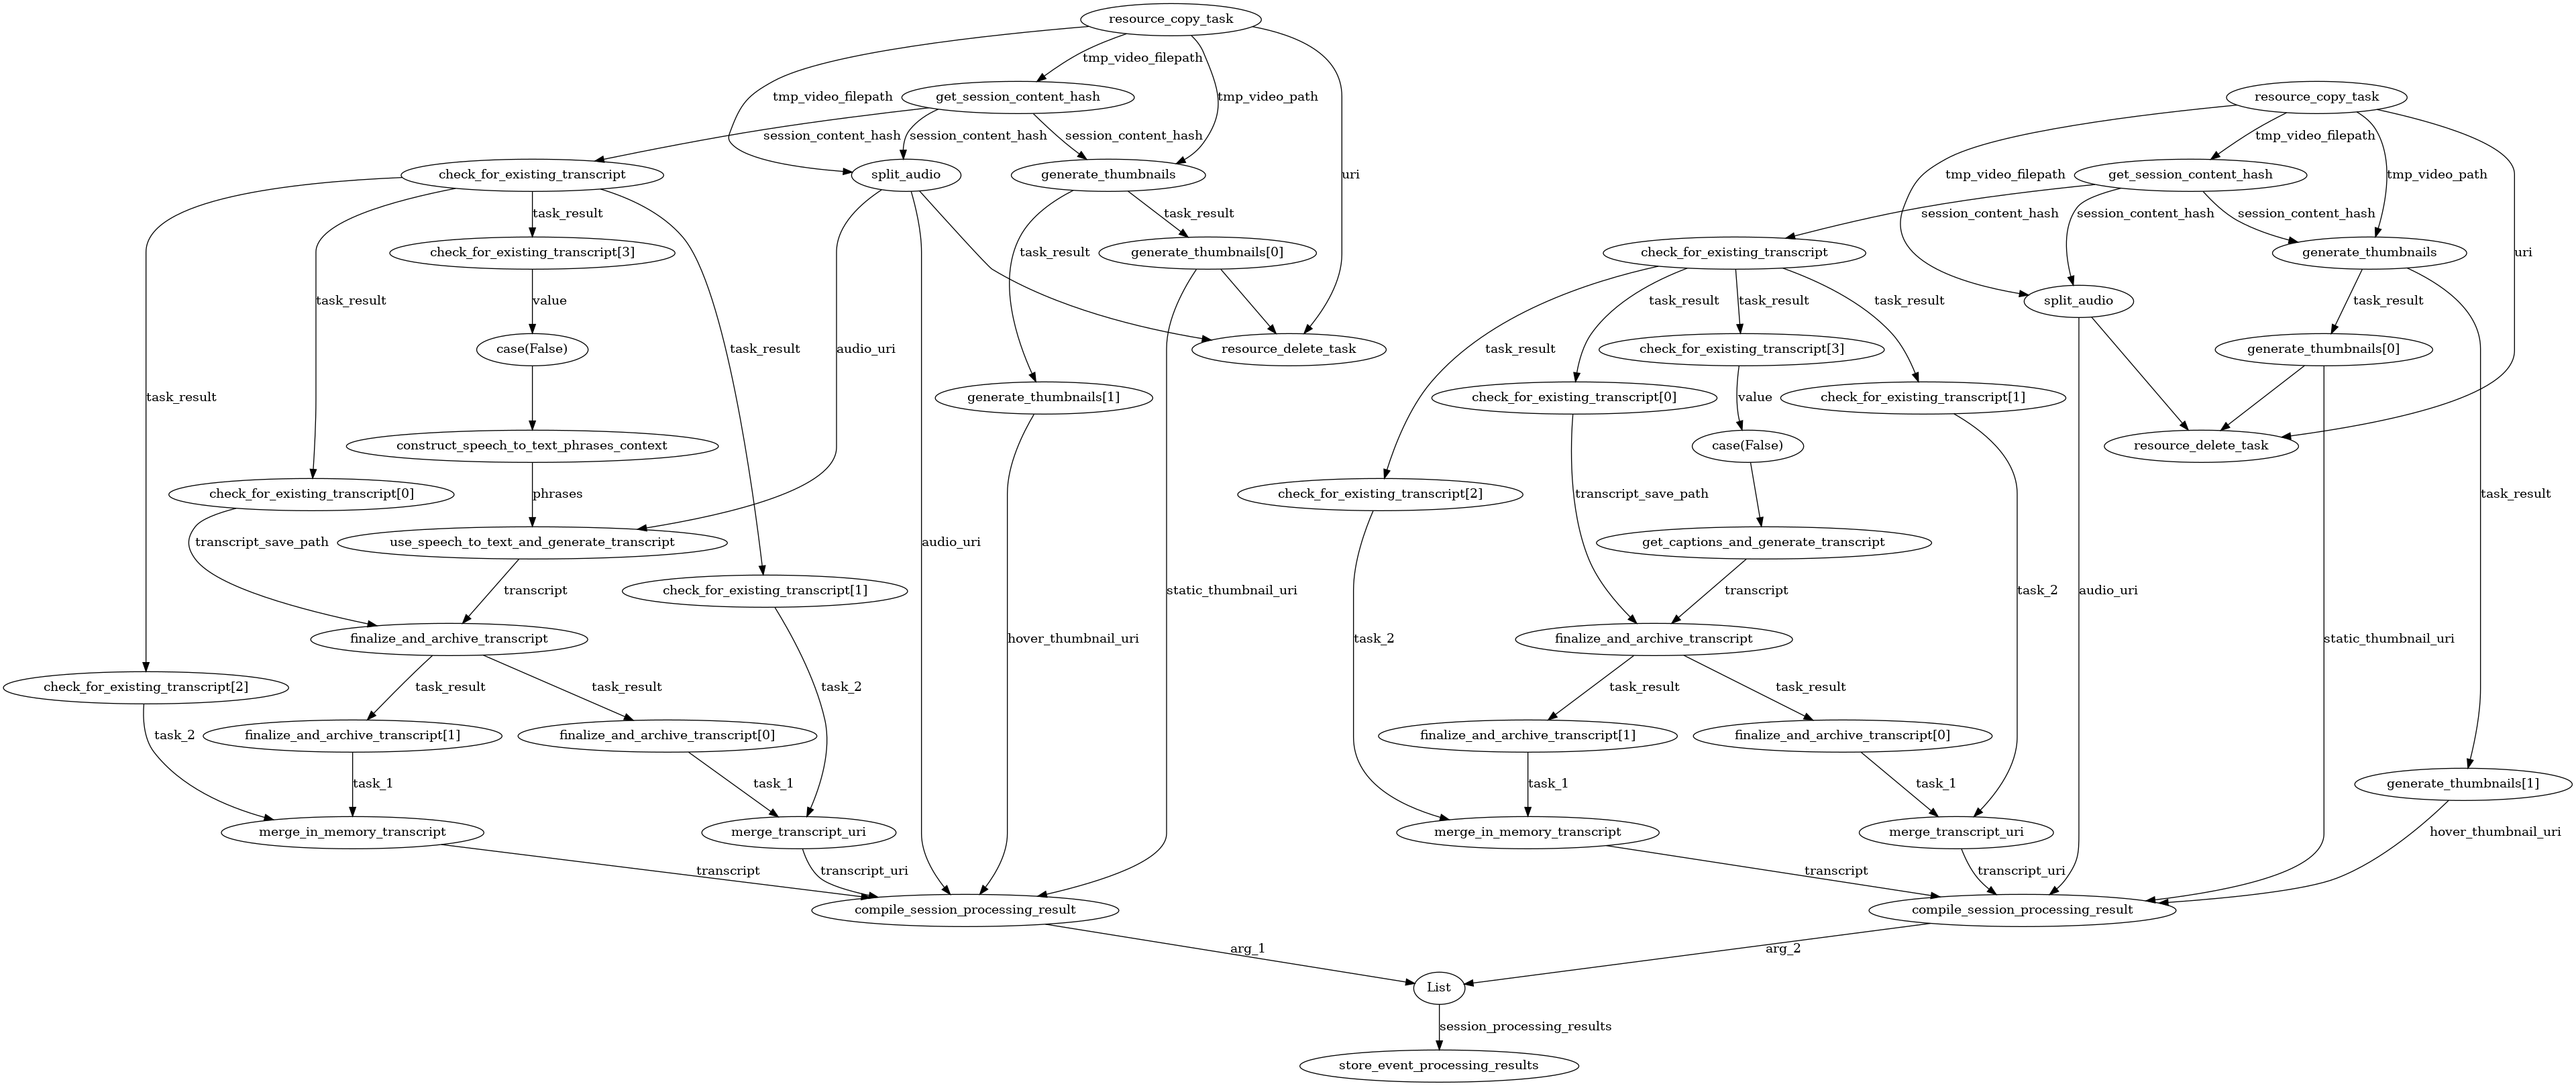 resource_copy_task
tmp_video_filepath
tmp_video_filepath
get_session_content_hash
tmp_video_path
resource_copy_task
session_content_hash
session_content_hash
session_content_hash
tmp_video_filepath
check_for_existing_transcript
split_audio
generate_thumbnails
uri
tmp_video_filepath
get_session_content_hash
tmp_video_path
task_result
task_result
session_content_hash
session_content_hash
session_content_hash
check_for_existing_transcript[3]
task_result
generate_thumbnails[0]
check_for_existing_transcript
generate_thumbnails
uri
task_result
value
task_result
task_result
task_result
split_audio
task_result
case(False)
task_result
audio_uri
resource_delete_task
task_result
check_for_existing_transcript[3]
generate_thumbnails[0]
task_result
generate_thumbnails[1]
check_for_existing_transcript[0]
value
check_for_existing_transcript[1]
construct_speech_to_text_phrases_context
case(False)
resource_delete_task
check_for_existing_transcript[0]
phrases
check_for_existing_transcript[2]
transcript_save_path
task_result
transcript_save_path
use_speech_to_text_and_generate_transcript
audio_uri
get_captions_and_generate_transcript
transcript
check_for_existing_transcript[1]
static_thumbnail_uri
transcript
task_2
audio_uri
finalize_and_archive_transcript
hover_thumbnail_uri
task_2
finalize_and_archive_transcript
static_thumbnail_uri
check_for_existing_transcript[2]
task_result
task_result
task_2
task_result
task_result
task_2
finalize_and_archive_transcript[1]
finalize_and_archive_transcript[0]
finalize_and_archive_transcript[1]
finalize_and_archive_transcript[0]
task_1
task_1
task_1
task_1
generate_thumbnails[1]
merge_in_memory_transcript
merge_transcript_uri
merge_in_memory_transcript
merge_transcript_uri
hover_thumbnail_uri
transcript
transcript_uri
transcript
transcript_uri
compile_session_processing_result
compile_session_processing_result
arg_1
arg_2
List
session_processing_results
store_event_processing_results